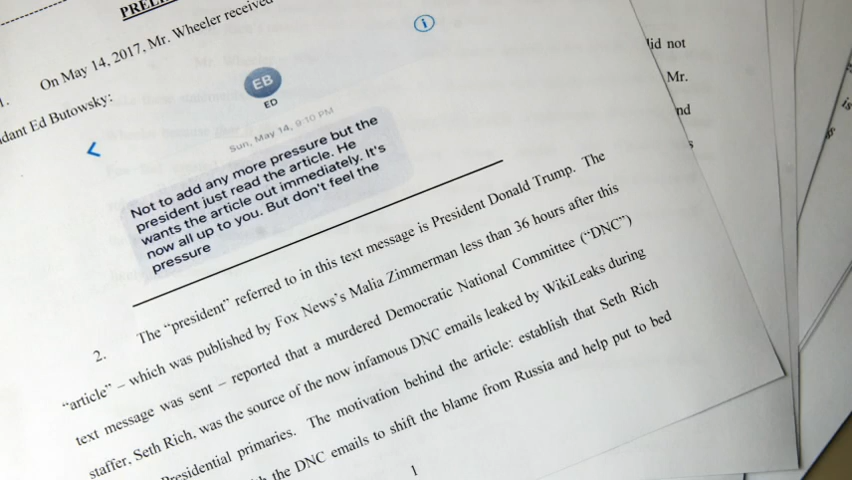 1. On May 14, 2017, Mr. Wheeler received
Ed Butowsky:
EB
ED
Sun, May 14, 9:10 PM
Not to add any more pressure but the
president just read the article. He
wants the article out immediately. It's
now all up to you. But don't feel the
pressure
2. The “president” referred to in this text message is President Donald Trump. The
“article” – which was published by Fox News’s Malia Zimmerman less than 36 hours after this
text message was sent – reported that a murdered Democratic National Committee (“DNC”)
staffer, Seth Rich, was the source of the now infamous DNC emails leaked by WikiLeaks during
Presidential primaries. The motivation behind the article: establish that Seth Rich
the DNC emails to shift the blame from Russia and help put to bed
1
did not
Mr.
is